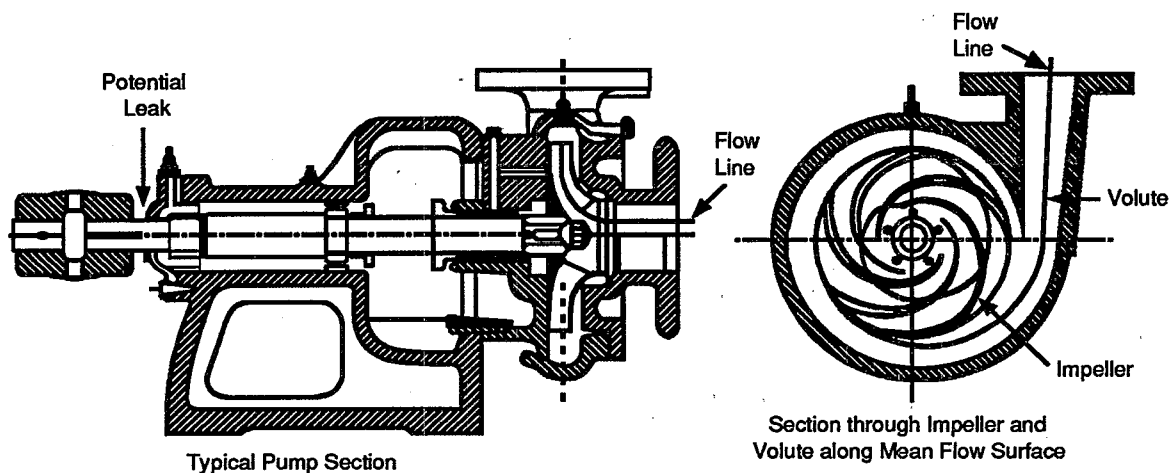 Potential
Leak
Flow
Line
Typical Pump Section
Flow
Line
Volute
Impeller
Section through Impeller and
Volute along Mean Flow Surface